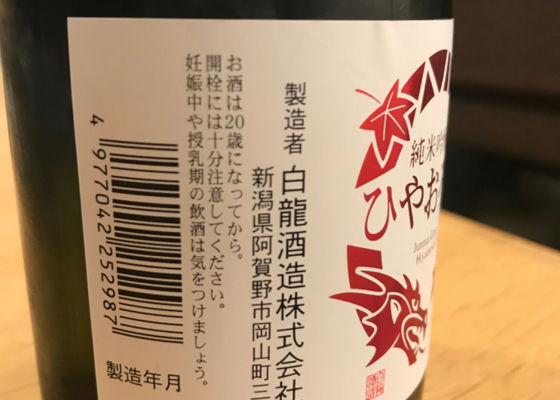 純米吟
ひやお
製造者 白龍酒造株式会社
新潟県阿賀野市岡山町三
お酒は20歳になってから。
開栓には十分注意してください。
妊娠中や授乳期の飲酒は気をつけましょう。
4 977042 252987
製造年月